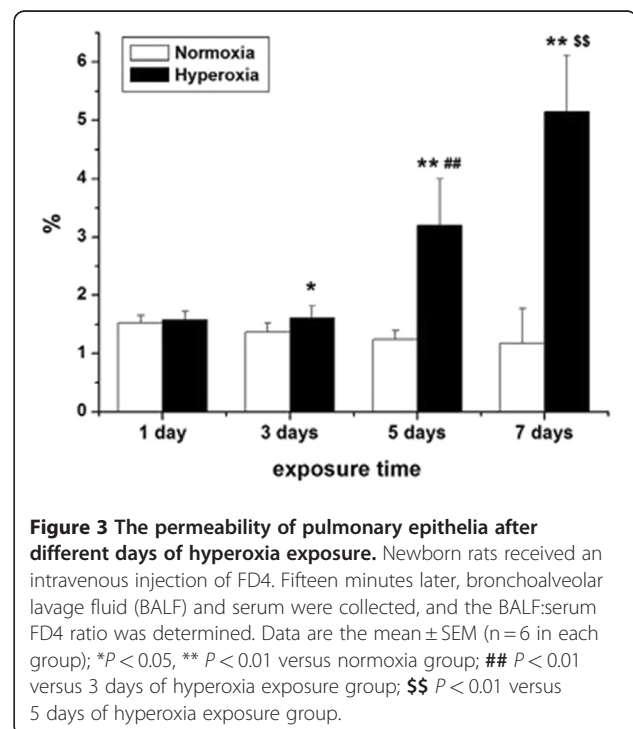 Normoxia
Hyperoxia
6
5
4
3
2
1
0
%
*
** ##
** $$
1 day 3 days 5 days 7 days
exposure time
Figure 3 The permeability of pulmonary epithelia after
different days of hyperoxia exposure. Newborn rats received an
intravenous injection of FD4. Fifteen minutes later, bronchoalveolar
lavage fluid (BALF) and serum were collected, and the BALF:serum
FD4 ratio was determined. Data are the mean ± SEM (n = 6 in each
group); *P < 0.05, ** P < 0.01 versus normoxia group; ## P < 0.01
versus 3 days of hyperoxia exposure group; $$ P < 0.01 versus
5 days of hyperoxia exposure group.